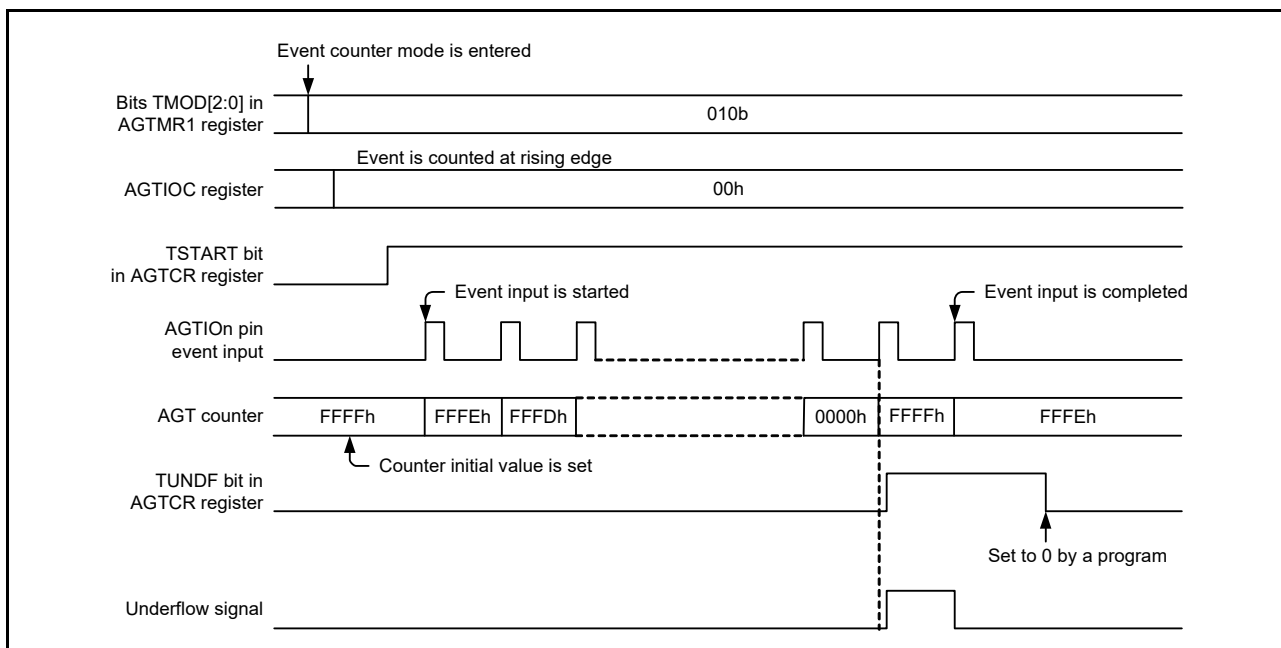 Event counter mode is entered
Bits TMOD[2:0] in
AGTMR1 register
010b
Event is counted at rising edge
AGTIOC register
00h
TSTART bit
in AGTCR register
Event input is started
Event input is completed
AGTIOn pin
event input
AGT counter
FFFFh
FFFEh
FFFDh
0000h
FFFFh
FFFEh
Counter initial value is set
TUNDF bit in
AGTCR register
Set to 0 by a program
Underflow signal